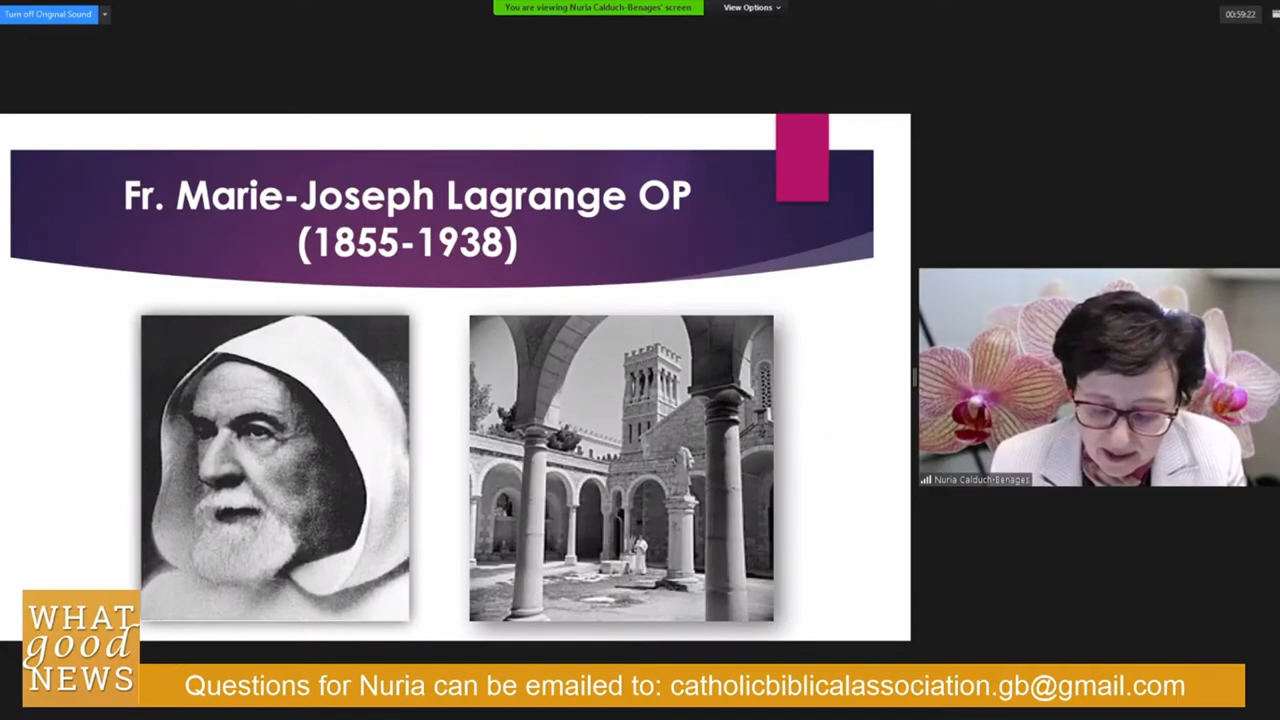 Turn off Original Sound
You are viewing Nuria Calduch-Benages' screen
View Options
00:59:22
Fr. Marie-Joseph Lagrange OP
(1855-1938)
Nuria Calduch-Benages
WHAT
good
NEWS
Questions for Nuria can be emailed to: catholicbiblicalassociation.gb@gmail.com